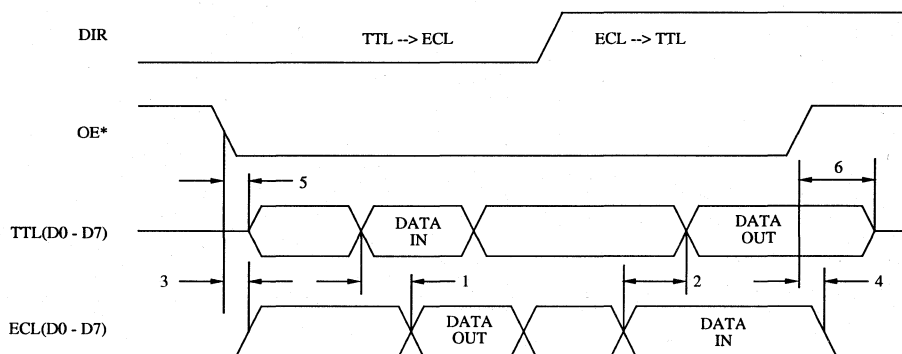 DIR
TTL --> ECL
ECL --> TTL
OE*
5
6
TTL(D0 - D7)
DATA
IN
DATA
OUT
3
1
2
4
ECL(D0 - D7)
DATA
OUT
DATA
IN